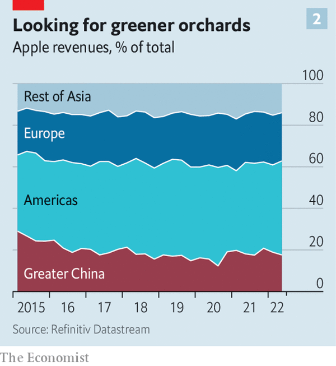 Looking for greener orchards
2
Apple revenues, % of total
100
Rest of Asia
80
Europe
60
Americas
40
20
Greater China
0
2015 16 17 18 19 20 21 22
Source: Refinitiv Datastream
The Economist